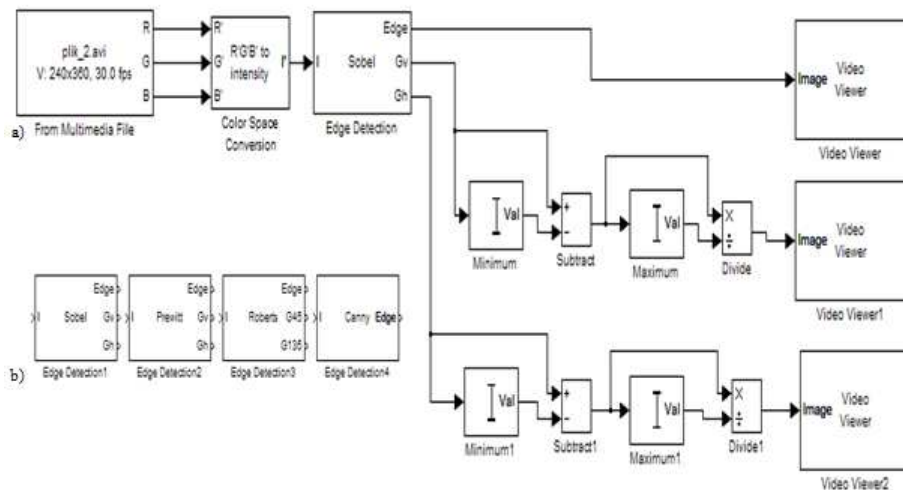 R R'
plik_2.avi
V: 240x360, 30.0 fps
G G'
B B'
R'G'B' to
intensity
I'
I Sobel
Edge
Gv
Gh
a)
From Multimedia File
Color Space
Conversion
Edge Detection
Image Video
Viewer
Video Viewer
Val
Minimum
+
−
Subtract
Val
Maximum
X
÷
Divide
Image Video
Viewer
Video Viewer1
b)
I Sobel Edge Gv Gh
Edge Detection1
I Prewitt Edge Gv Gh
Edge Detection2
I Roberts Edge G45 G135
Edge Detection3
I Canny Edge
Edge Detection4
Val
Minimum1
+
−
Subtract1
Val
Maximum1
X
÷
Divide1
Image Video
Viewer
Video Viewer2